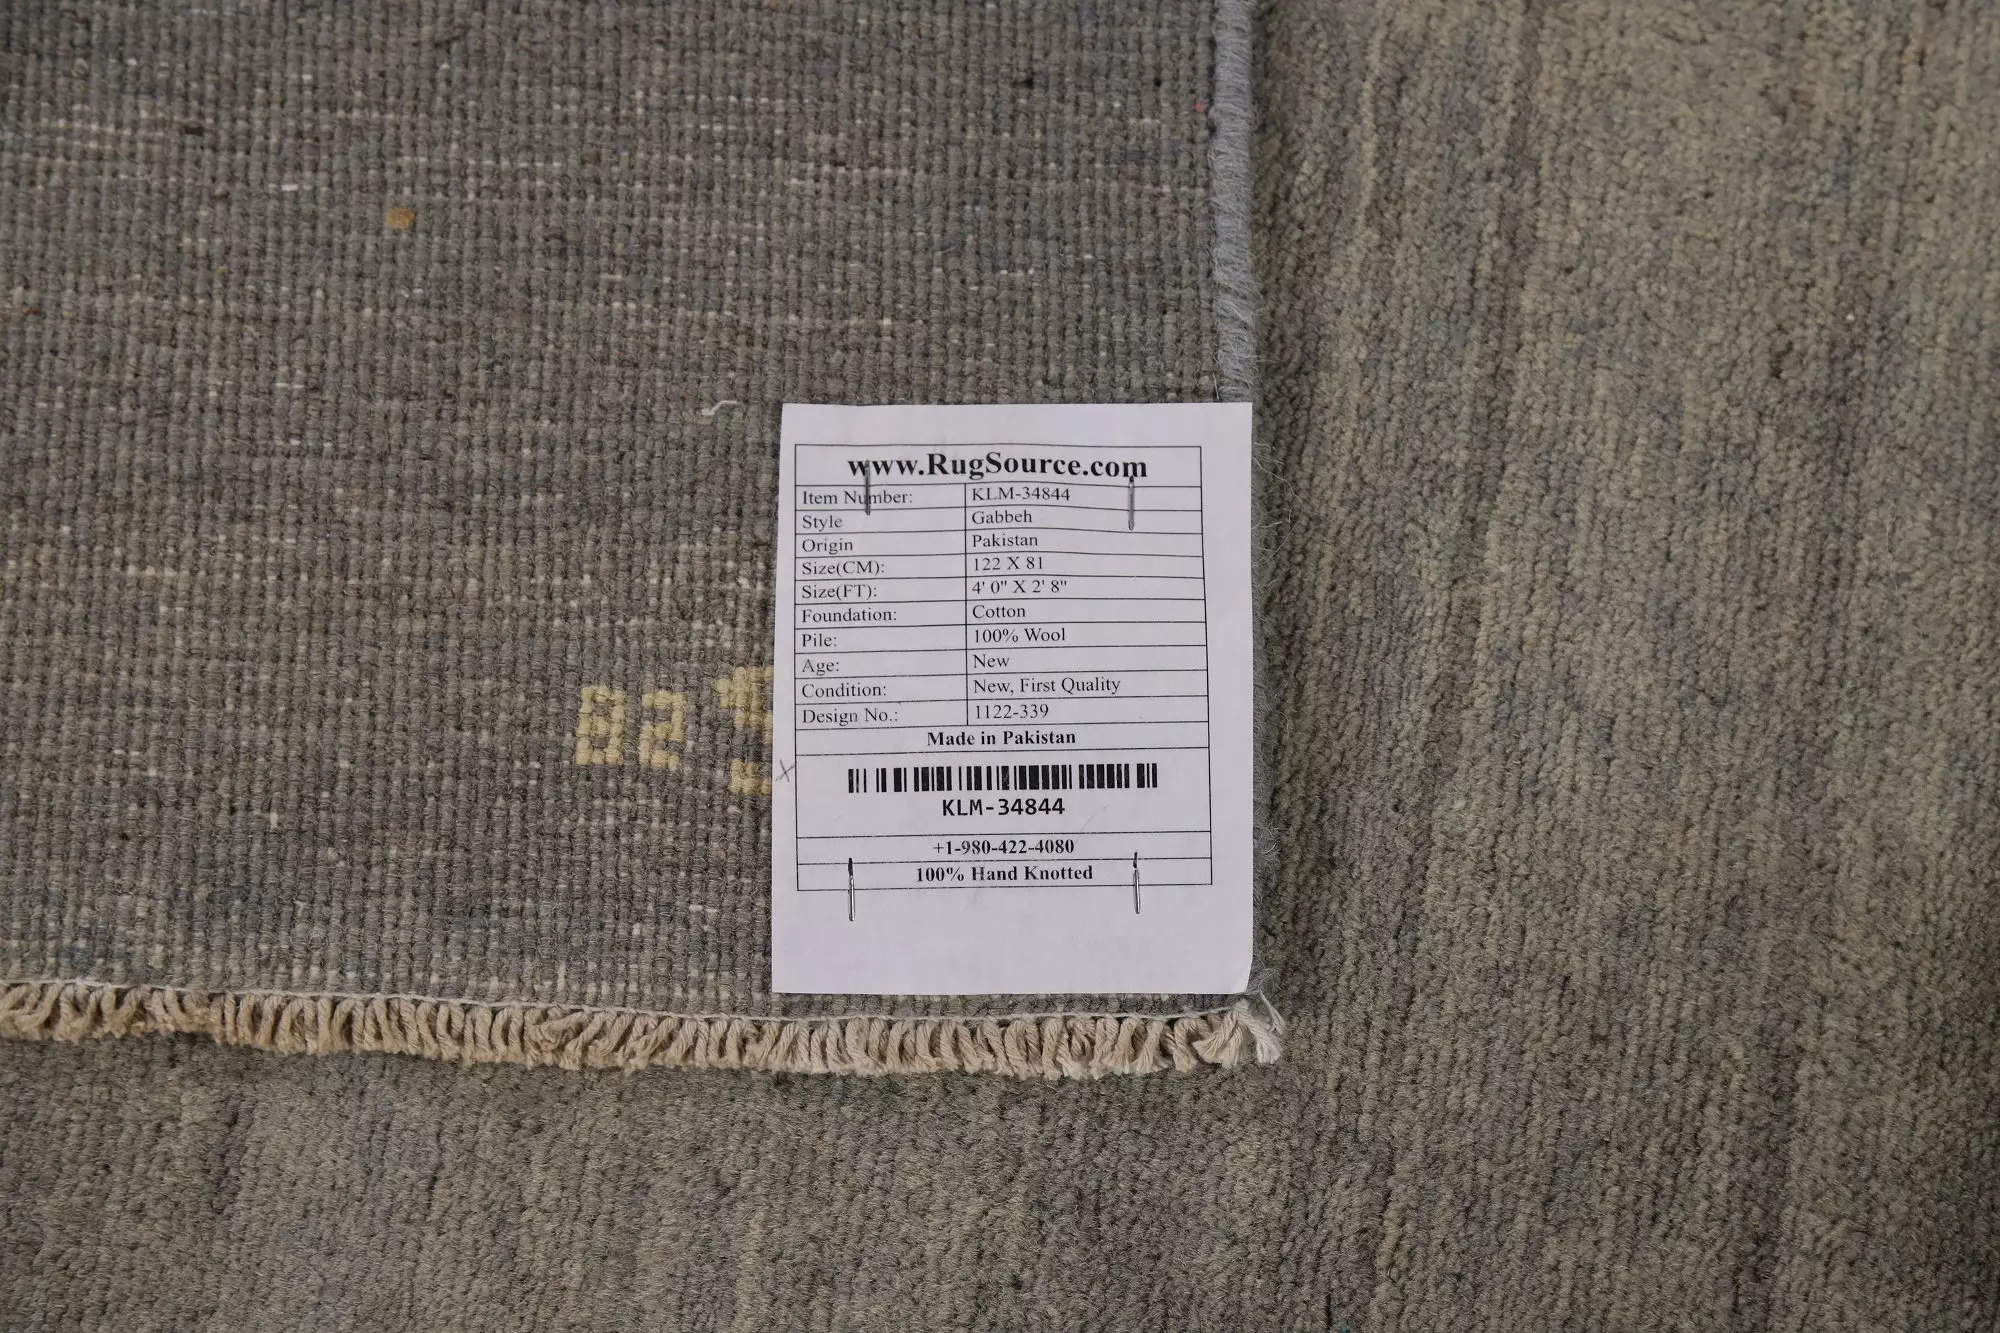 www.RugSource.com
Item Number: KLM-34844
Style Gabbeh
Origin Pakistan
Size(CM): 122 X 81
Size(FT): 4' 0" X 2' 8"
Foundation: Cotton
Pile: 100% Wool
Age: New
Condition: New, First Quality
Design No.: 1122-339
Made in Pakistan
KLM-34844
+1-980-422-4080
100% Hand Knotted